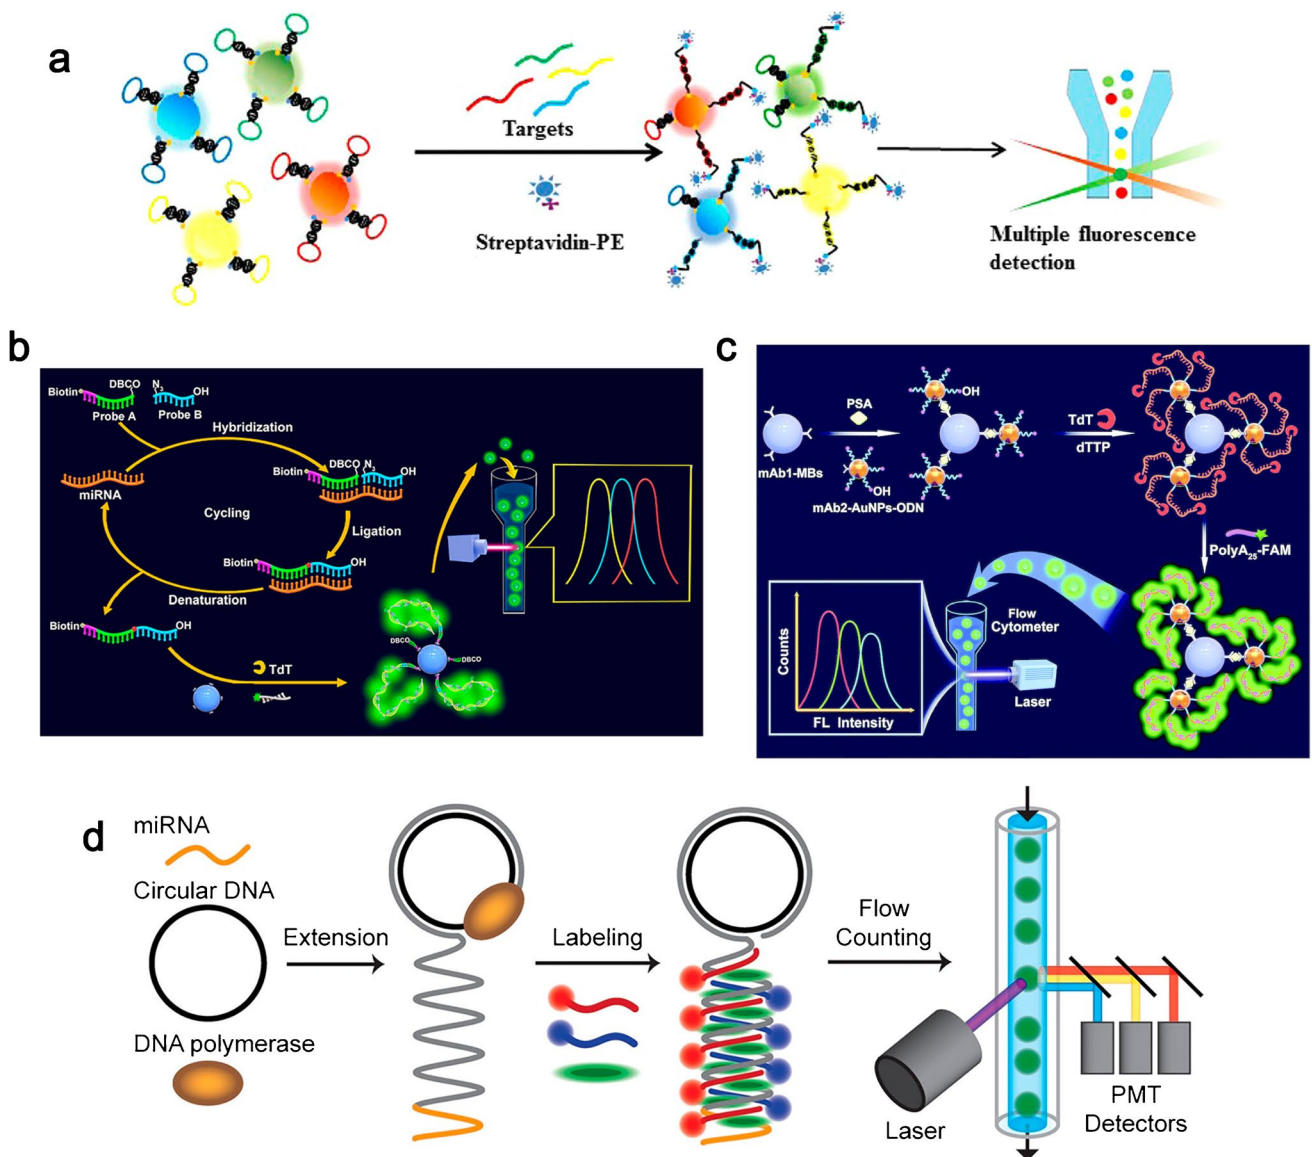 a
Targets
Streptavidin-PE
Multiple fluorescence
detection
b
Biotin
DBCO
N3
OH
Probe A
Probe B
Hybridization
miRNA
Biotin
DBCO
N3
OH
Cycling
Ligation
Biotin
OH
Denaturation
Biotin
OH
TdT
DBCO
DBCO
c
mAb1-MBs
PSA
OH
mAb2-AuNPs-ODN
OH
TdT
dTTP
PolyA25-FAM
Flow
Cytometer
Laser
Counts
FL Intensity
d
miRNA
Circular DNA
DNA polymerase
Extension
Labeling
Flow
Counting
Laser
PMT
Detectors